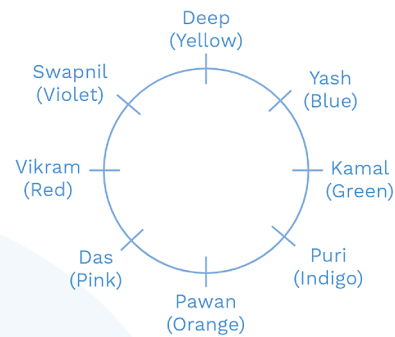 Deep
(Yellow)
Swapnil
(Violet)
Yash
(Blue)
Vikram
(Red)
Kamal
(Green)
Das
(Pink)
Puri
(Indigo)
Pawan
(Orange)